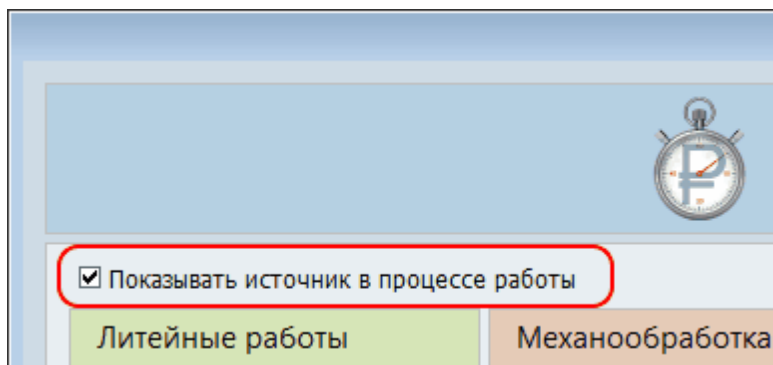 Показывать источник в процессе работы
Литейные работы
Механообработка